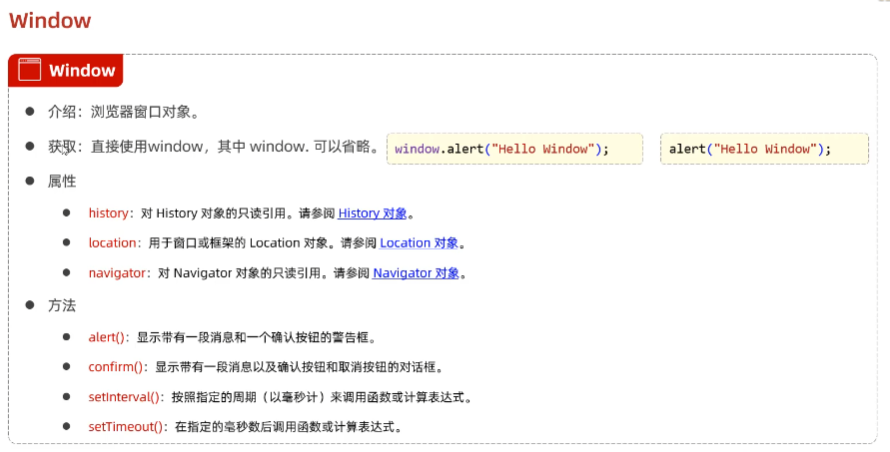 Window
Window
介绍：浏览器窗口对象。
获取：直接使用window，其中 window. 可以省略。 window.alert("Hello Window"); alert("Hello Window");
属性
history：对 History 对象的只读引用。请参阅 History 对象。
location：用于窗口或框架的 Location 对象。请参阅 Location 对象。
navigator：对 Navigator 对象的只读引用。请参阅 Navigator 对象。
方法
alert()：显示带有一段消息和一个确认按钮的警告框。
confirm()：显示带有一段消息以及确认按钮和取消按钮的对话框。
setInterval()：按照指定的周期（以毫秒计）来调用函数或计算表达式。
setTimeout()：在指定的毫秒数后调用函数或计算表达式。